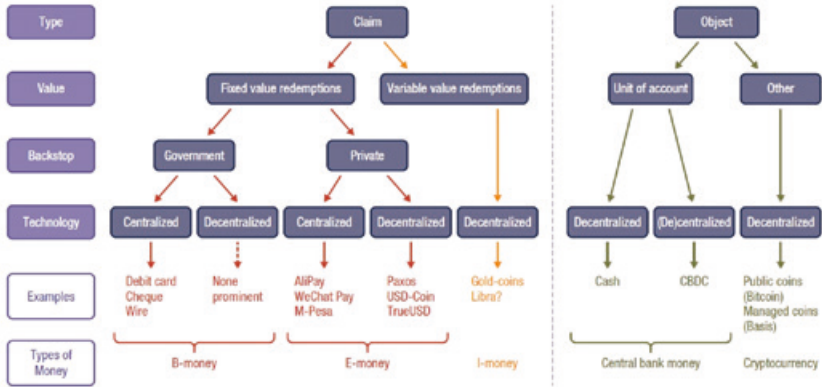 Type
Claim
Object
Value
Fixed value redemptions
Variable value redemptions
Unit of account
Other
Backstop
Government
Private
Technology
Centralized
Decentralized
Centralized
Decentralized
Decentralized
Decentralized
(De)centralized
Decentralized
Examples
Debit card
Cheque
Wire
None
prominent
AliPay
WeChat Pay
M-Pesa
Paxos
USD-Coin
TrueUSD
Gold-coins
Libra?
Cash
CBDC
Public coins
(Bitcoin)
Managed coins
(Basis)
Types of
Money
B-money
E-money
I-money
Central bank money
Cryptocurrency